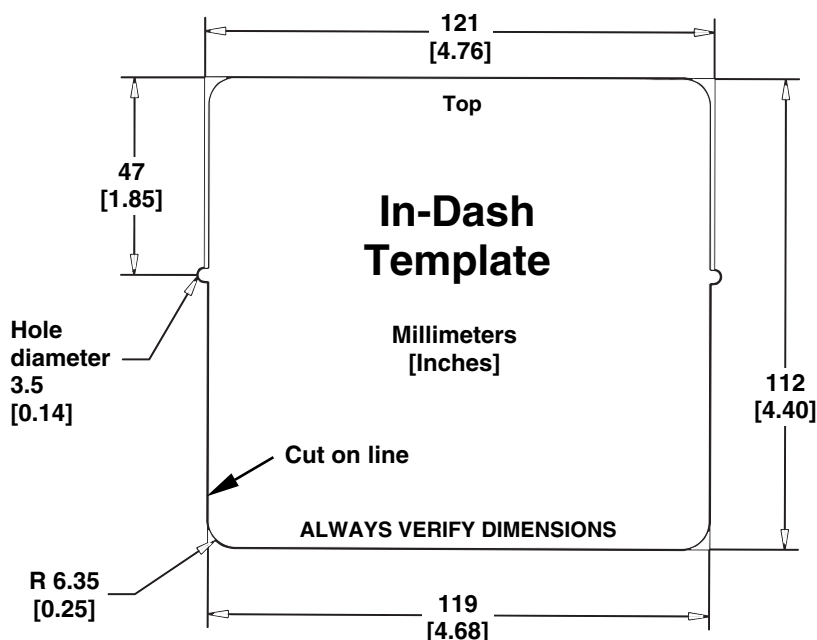 121
[4.76]
Top
47
[1.85]
In-Dash
Template
Hole
diameter
3.5
[0.14]
Millimeters
[Inches]
112
[4.40]
Cut on line
ALWAYS VERIFY DIMENSIONS
R 6.35
[0.25]
119
[4.68]